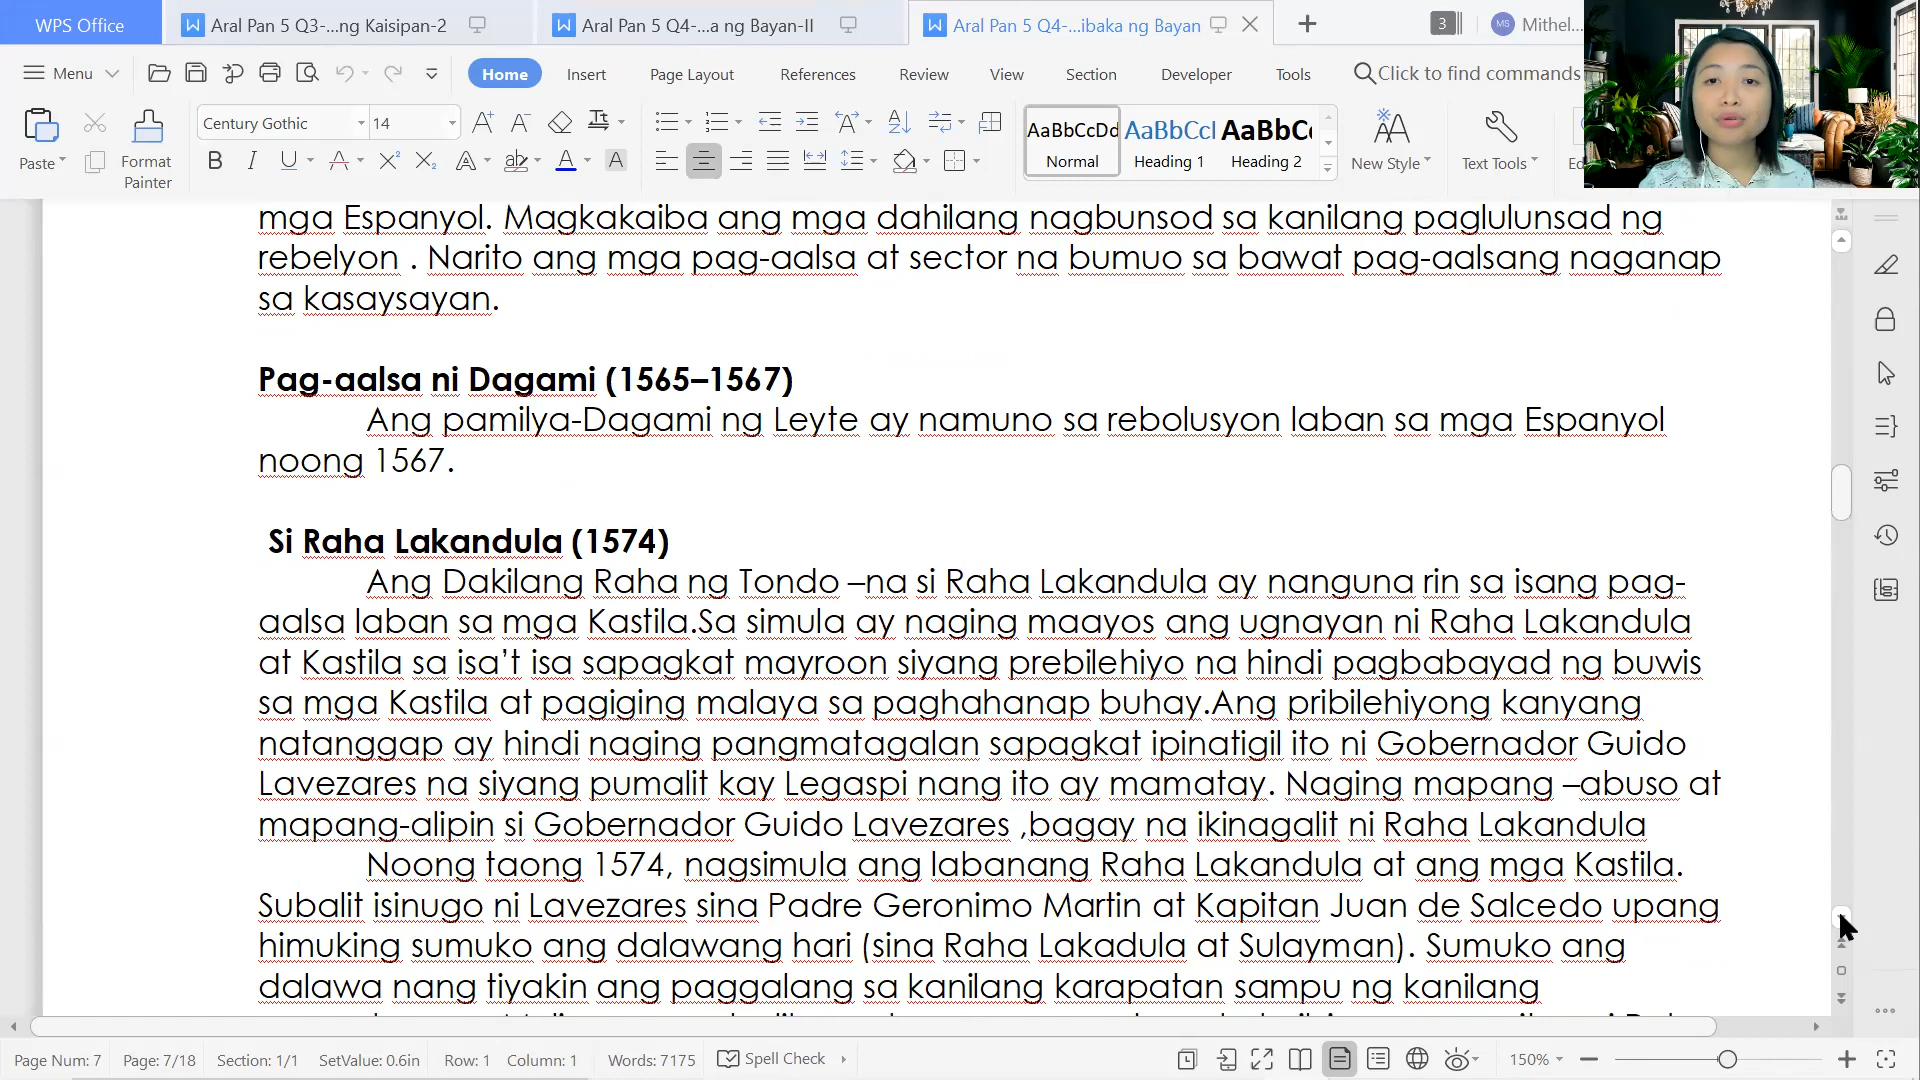 WPS Office
Aral Pan 5 Q3-...ng Kaisipan-2
Aral Pan 5 Q4-...a ng Bayan-II
Aral Pan 5 Q4-...ibaka ng Bayan
3
MS
Mithel...
Menu
Home
Insert
Page Layout
References
Review
View
Section
Developer
Tools
Click to find commands
Paste
Format Painter
Century Gothic
14
AaBbCcDd
Normal
AaBbCcl
Heading 1
AaBbC
Heading 2
New Style
Text Tools
mga Espanyol. Magkakaiba ang mga dahilang nagbunsod sa kanilang paglulunsad ng
rebelyon . Narito ang mga pag-aalsa at sector na bumuo sa bawat pag-aalsang naganap
sa kasaysayan.
Pag-aalsa ni Dagami (1565–1567)
Ang pamilya-Dagami ng Leyte ay namuno sa rebolusyon laban sa mga Espanyol
noong 1567.
Si Raha Lakandula (1574)
Ang Dakilang Raha ng Tondo –na si Raha Lakandula ay nanguna rin sa isang pag-
aalsa laban sa mga Kastila.Sa simula ay naging maayos ang ugnayan ni Raha Lakandula
at Kastila sa isa’t isa sapagkat mayroon siyang prebilehiyo na hindi pagbabayad ng buwis
sa mga Kastila at pagiging malaya sa paghahanap buhay.Ang pribilehiyong kanyang
natanggap ay hindi naging pangmatagalan sapagkat ipinatigil ito ni Gobernador Guido
Lavezares na siyang pumalit kay Legaspi nang ito ay mamatay. Naging mapang –abuso at
mapang-alipin si Gobernador Guido Lavezares ,bagay na ikinagalit ni Raha Lakandula
Noong taong 1574, nagsimula ang labanang Raha Lakandula at ang mga Kastila.
Subalit isinugo ni Lavezares sina Padre Geronimo Martin at Kapitan Juan de Salcedo upang
himuking sumuko ang dalawang hari (sina Raha Lakadula at Sulayman). Sumuko ang
dalawa nang tiyakin ang paggalang sa kanilang karapatan sampu ng kanilang
Page Num: 7
Page: 7/18
Section: 1/1
SetValue: 0.6in
Row: 1
Column: 1
Words: 7175
Spell Check
150%